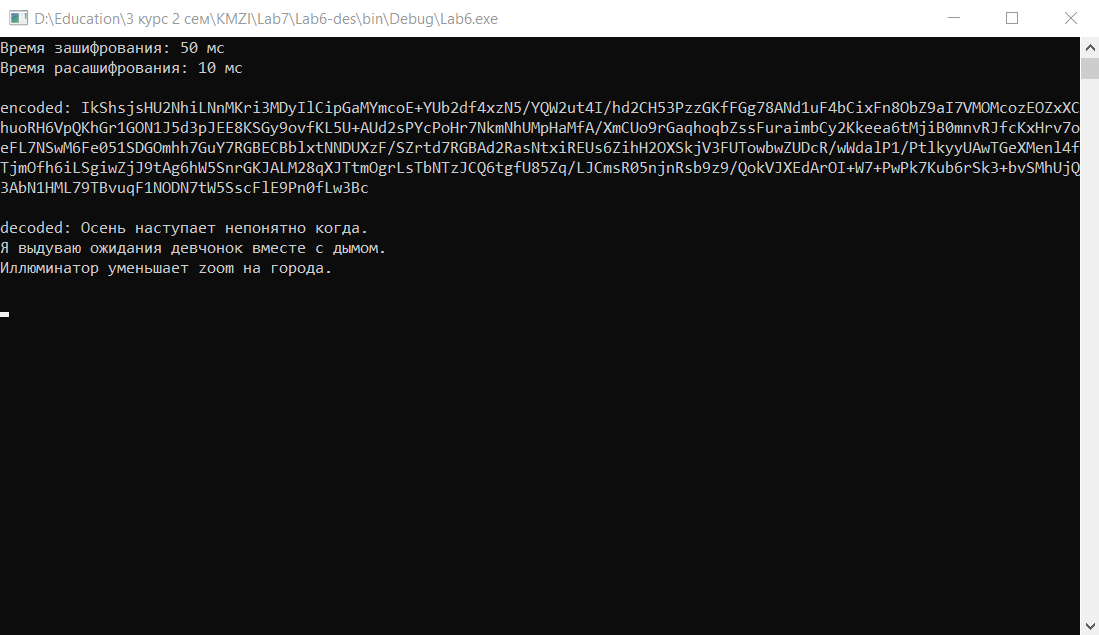 D:\Education\3 курс 2 сем\KMZI\Lab7\Lab6-des\bin\Debug\Lab6.exe
Время зашифрования: 50 мс
Время расашифрования: 10 мс
encoded: IkShsjsHU2NhiLNnMKri3MDyIlCipGaMYmcoE+YUb2df4xzN5/YQW2ut4I/hd2CH53PzzGKfFGg78ANd1uF4bCixFn8ObZ9aI7VMOMcozEOZxXC
huoRH6VpQKhGr1GON1J5d3pJEE8KSGy9ovfKL5U+AUd2sPYcPoHr7NkmNhUMpHaMfA/XmCUo9rGaqhoqbZssFuraimbCy2Kkeea6tMjiB0mnvRJfcKxHrv7o
eFL7NSwM6Fe051SDGOmhh7GuY7RGBECBblxtNNDUXzF/SZrtd7RGBAd2RasNtxiREUs6ZihH2OXSkjV3FUTowbwZUDcR/wWdalP1/PtlkyyUAwTGeXMenl4f
TjmOfh6iLSgiwZjJ9tAg6hW5SnrGKJALM28qXJTtmOgrLsTbNTzJCQ6tgfU85Zq/LJCmsR05njnRsb9z9/QokVJXEdArOI+W7+PwPk7Kub6rSk3+bvSMhUjQ
3AbN1HML79TBvuqF1NODN7tW5SscFlE9Pn0fLw3Bc
decoded: Осень наступает непонятно когда.
Я выдуваю ожидания девчонок вместе с дымом.
Иллюминатор уменьшает zoom на города.